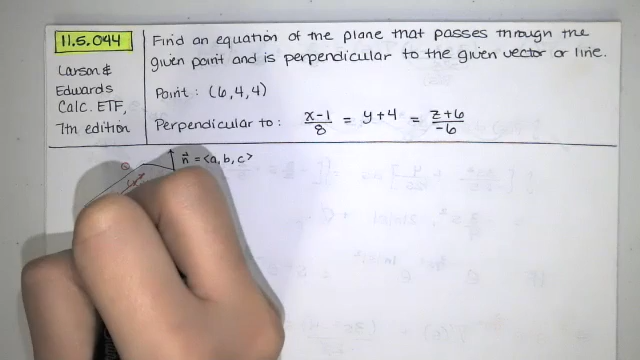 11.5.044
Larson &
Edwards
Calc. ETF,
7th edition
Find an equation of the plane that passes through the
given point and is perpendicular to the given vector or line.
Point : (6,4,4)
Perpendicular to: x-1/8 = y+4 = z+6/-6
n⃗ = <a, b, c>